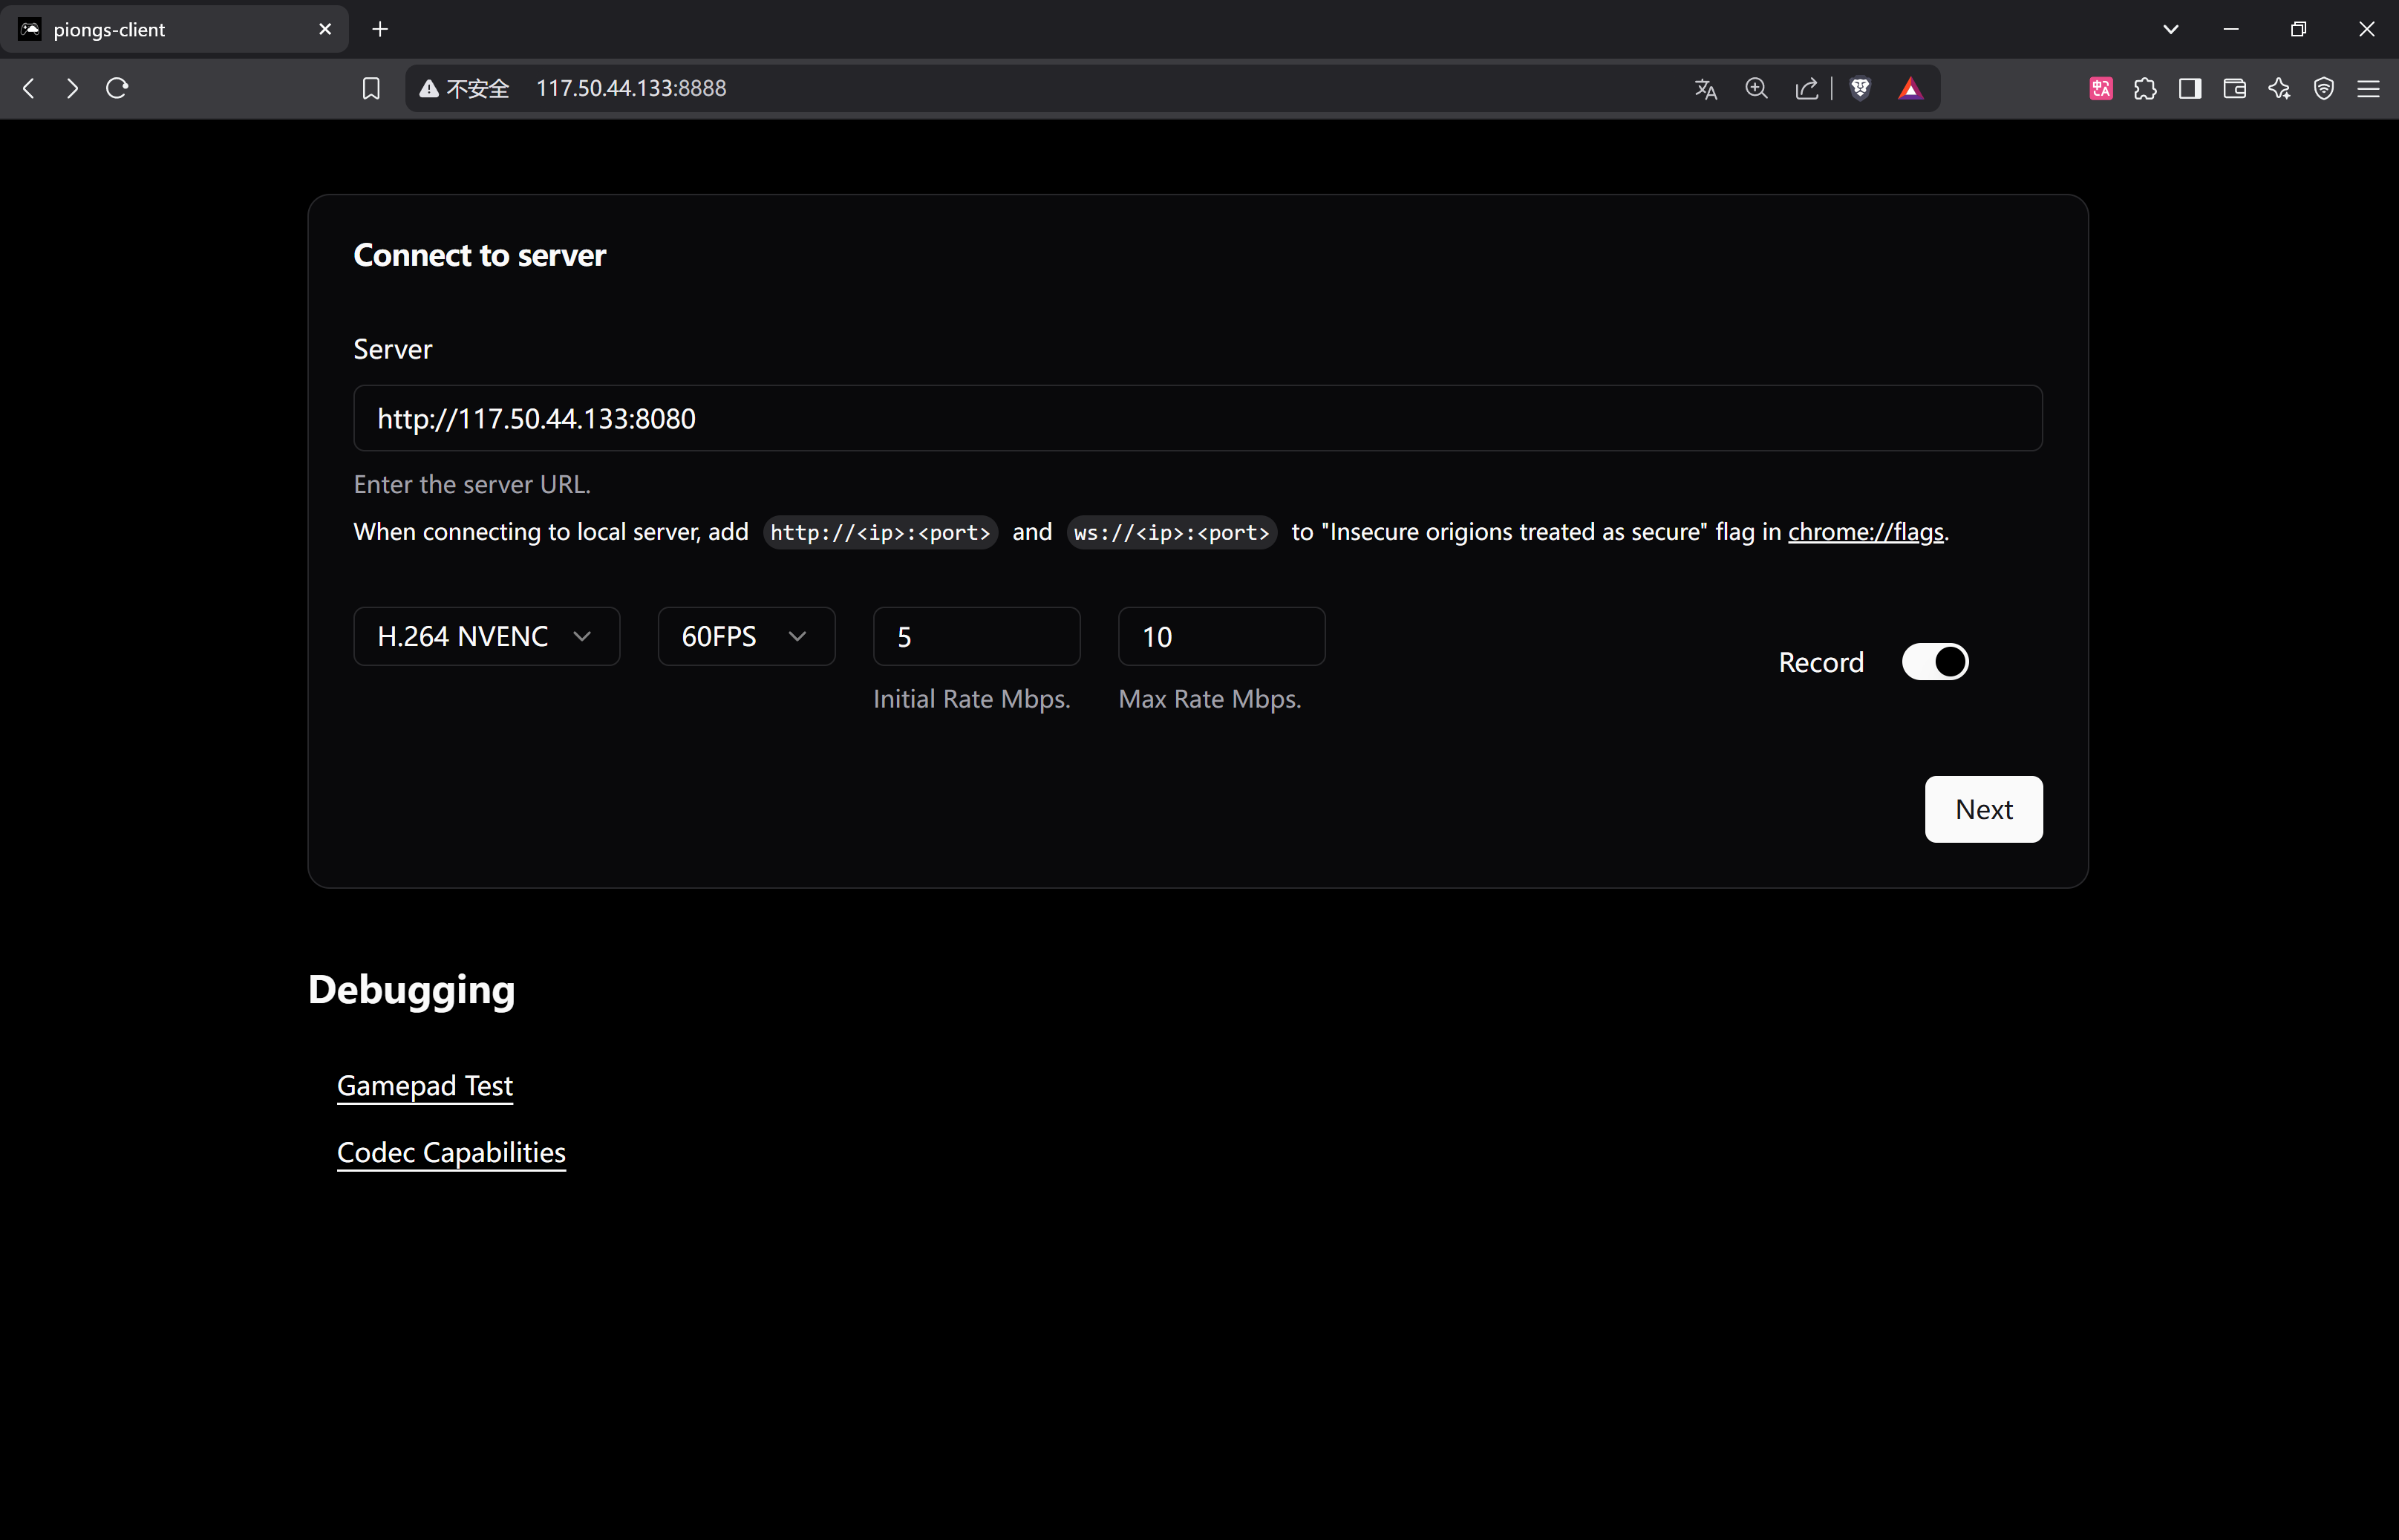 piongs-client
不安全 117.50.44.133:8888
Connect to server
Server
http://117.50.44.133:8080
Enter the server URL.
When connecting to local server, add http://<ip>:<port> and ws://<ip>:<port> to "Insecure origions treated as secure" flag in chrome://flags.
H.264 NVENC 60FPS 5 10
Record
Initial Rate Mbps. Max Rate Mbps.
Next
Debugging
Gamepad Test
Codec Capabilities